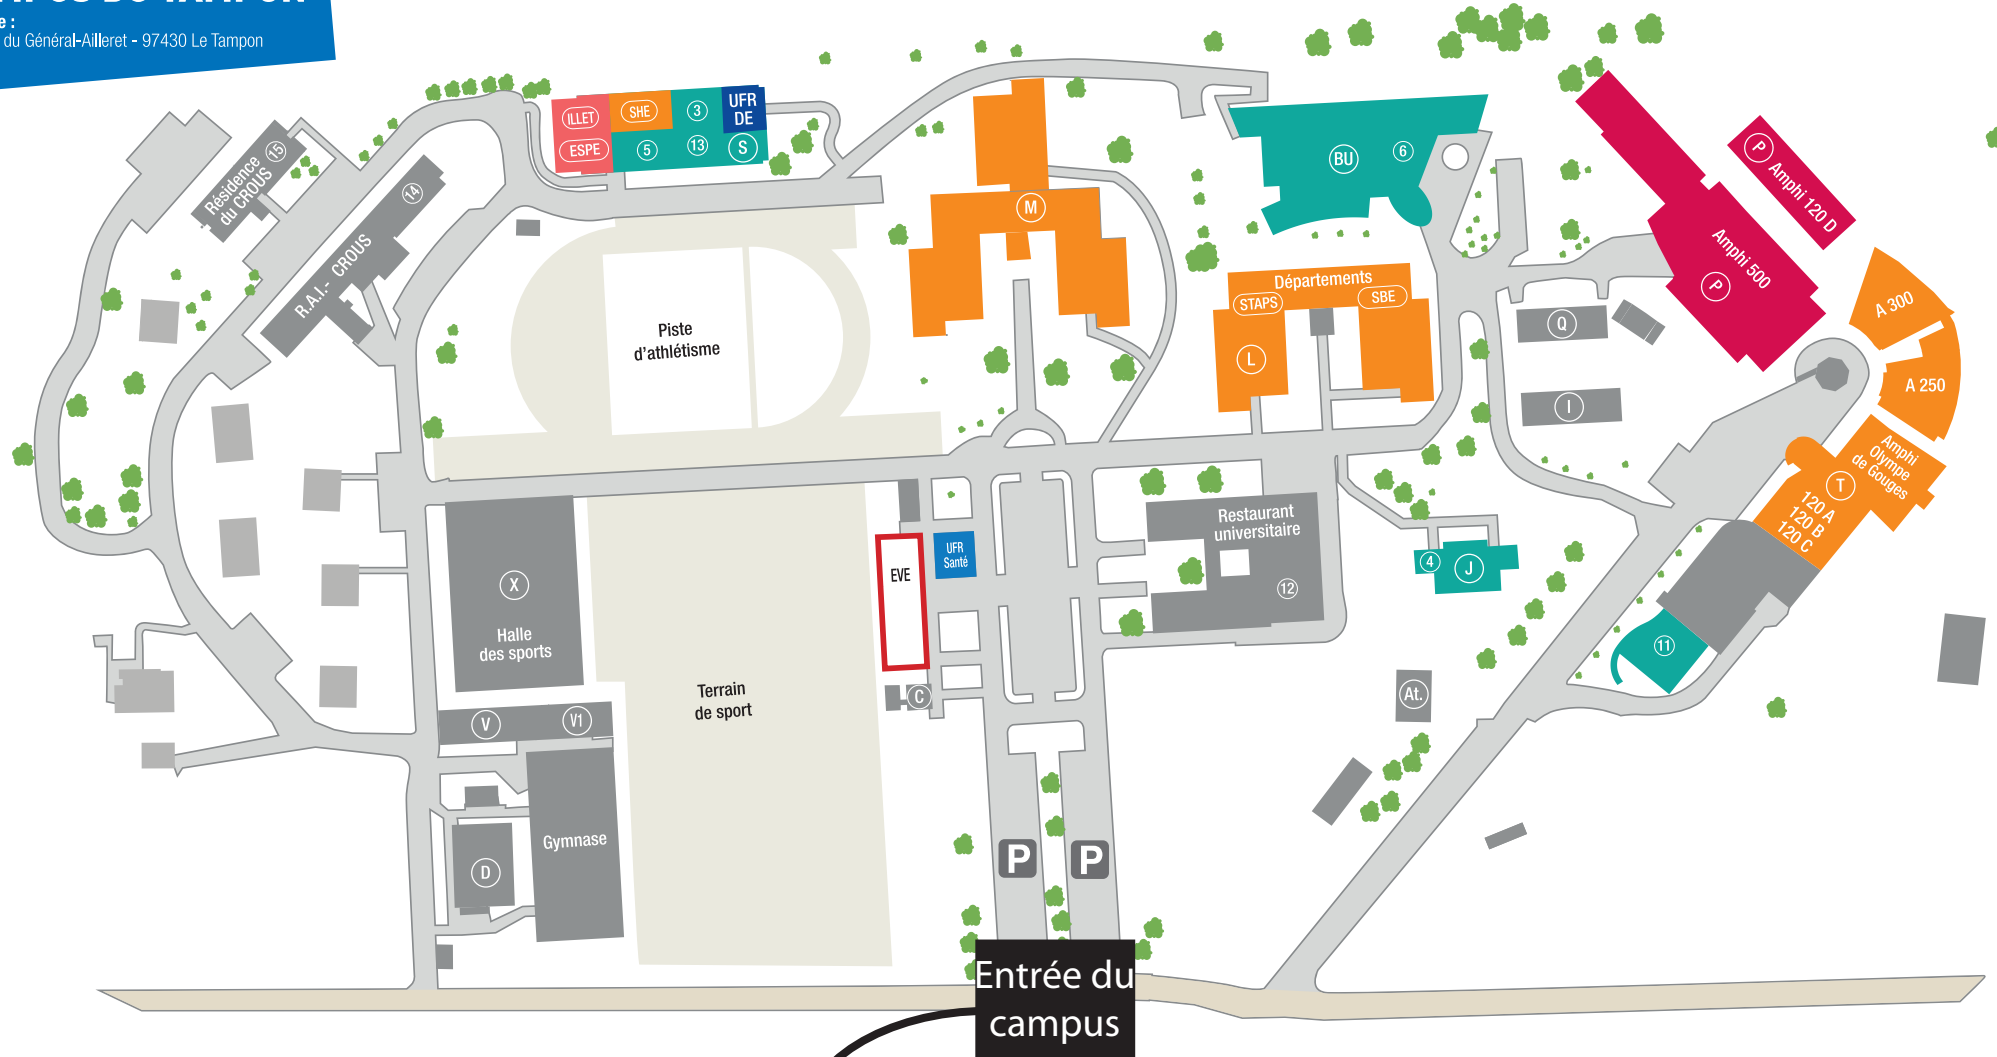 du Général-Ailleret - 97430 Le Tampon
ILLET
SHE
3
UFR
DE
ESPE
5
13
S
Résidence
du CROUS
15
14
R.A.I.- CROUS
M
BU
6
P
Amphi 120 D
Amphi 500
P
Départements
STAPS
SBE
L
Piste
d'athlétisme
Q
I
A 300
A 250
Amphi
Olympe
de Gouges
T
120 A
120 B
120 C
Restaurant
universitaire
12
UFR
Santé
EVE
4
J
X
Halle
des sports
11
C
At.
Terrain
de sport
V
V1
Gymnase
D
P
P
Entrée du
campus